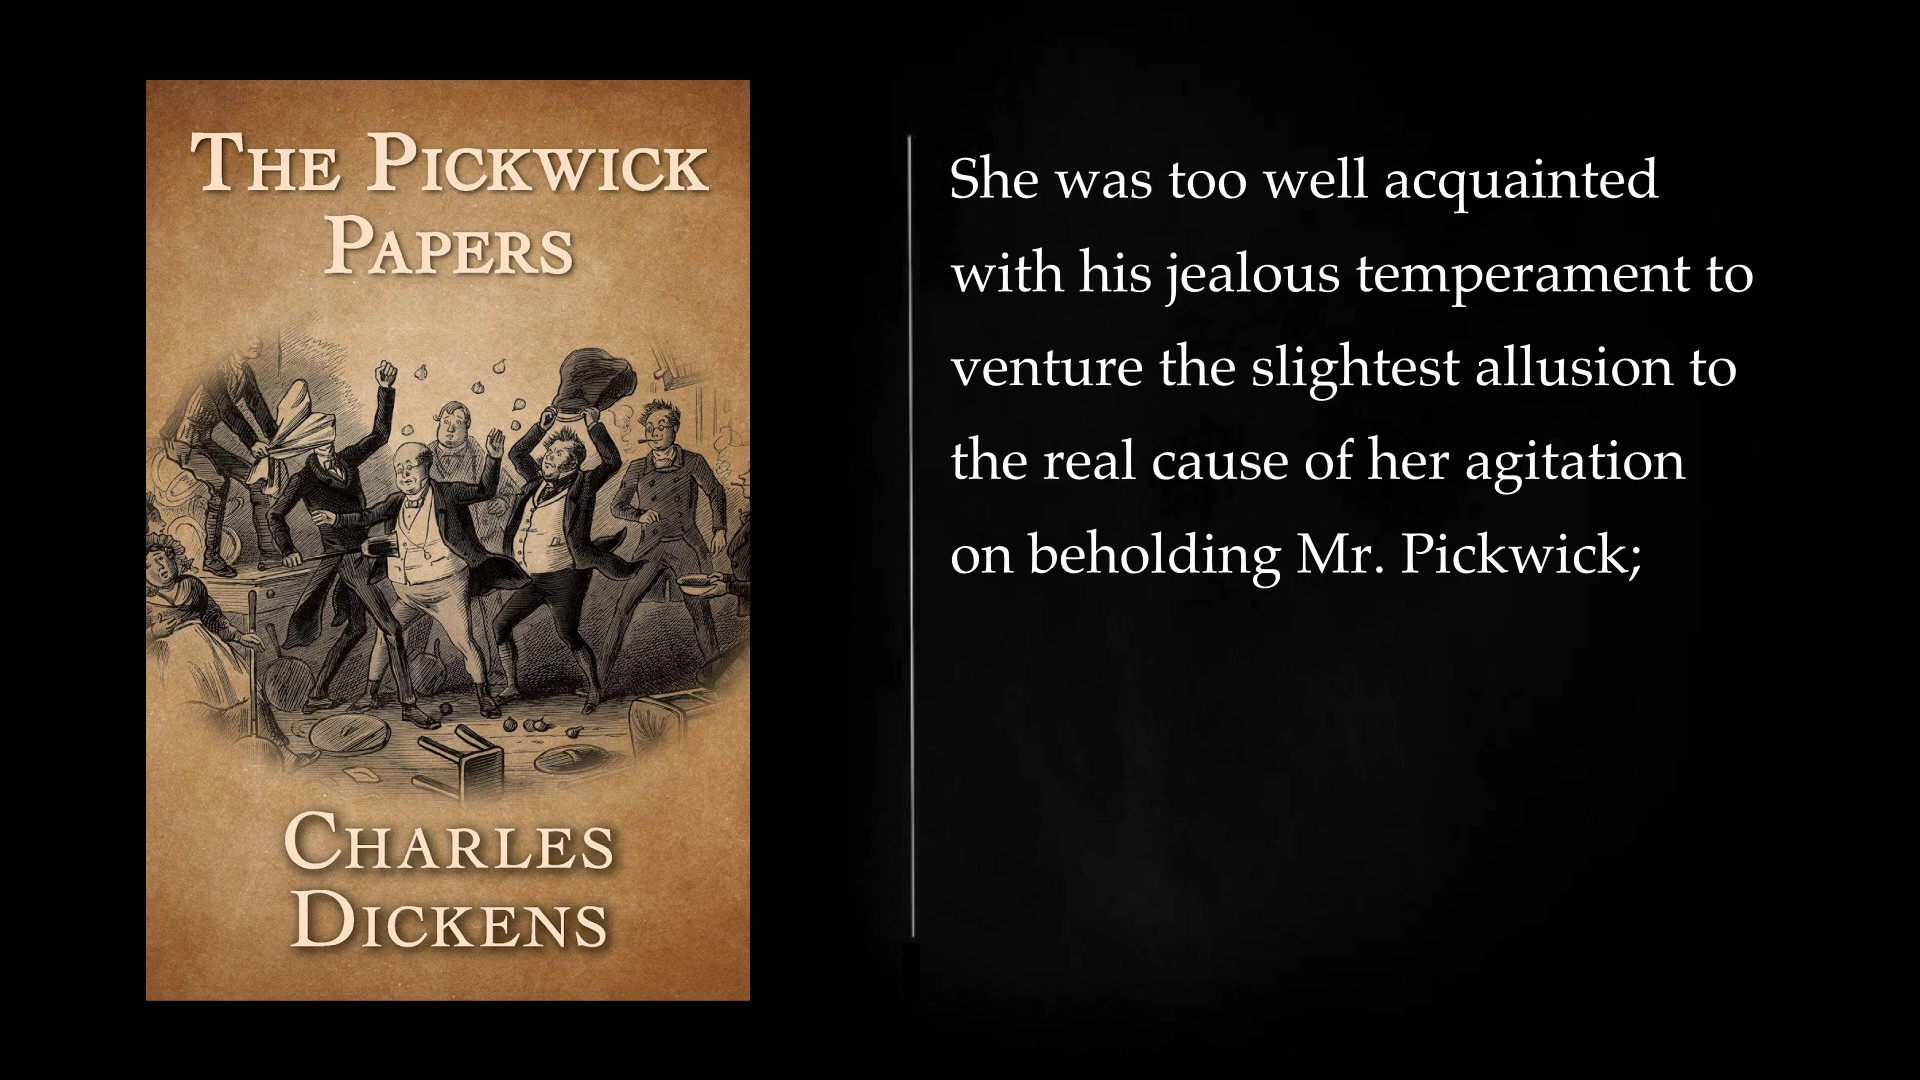 The Pickwick
Papers
Charles
Dickens
She was too well acquainted
with his jealous temperament to
venture the slightest allusion to
the real cause of her agitation
on beholding Mr. Pickwick;